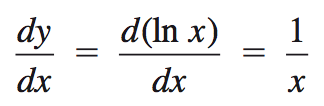 dy/dx = d(ln x)/dx = 1/x